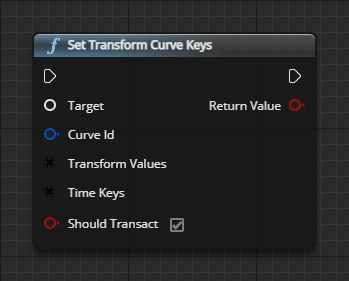 f Set Transform Curve Keys
Target Return Value
Curve Id
Transform Values
Time Keys
Should Transact